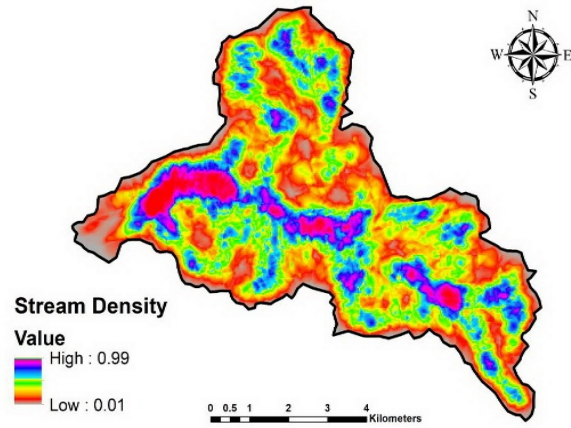 N
W E
S
Stream Density
Value
High : 0.99
Low : 0.01
0 0.5 1 2 3 4
Kilometers